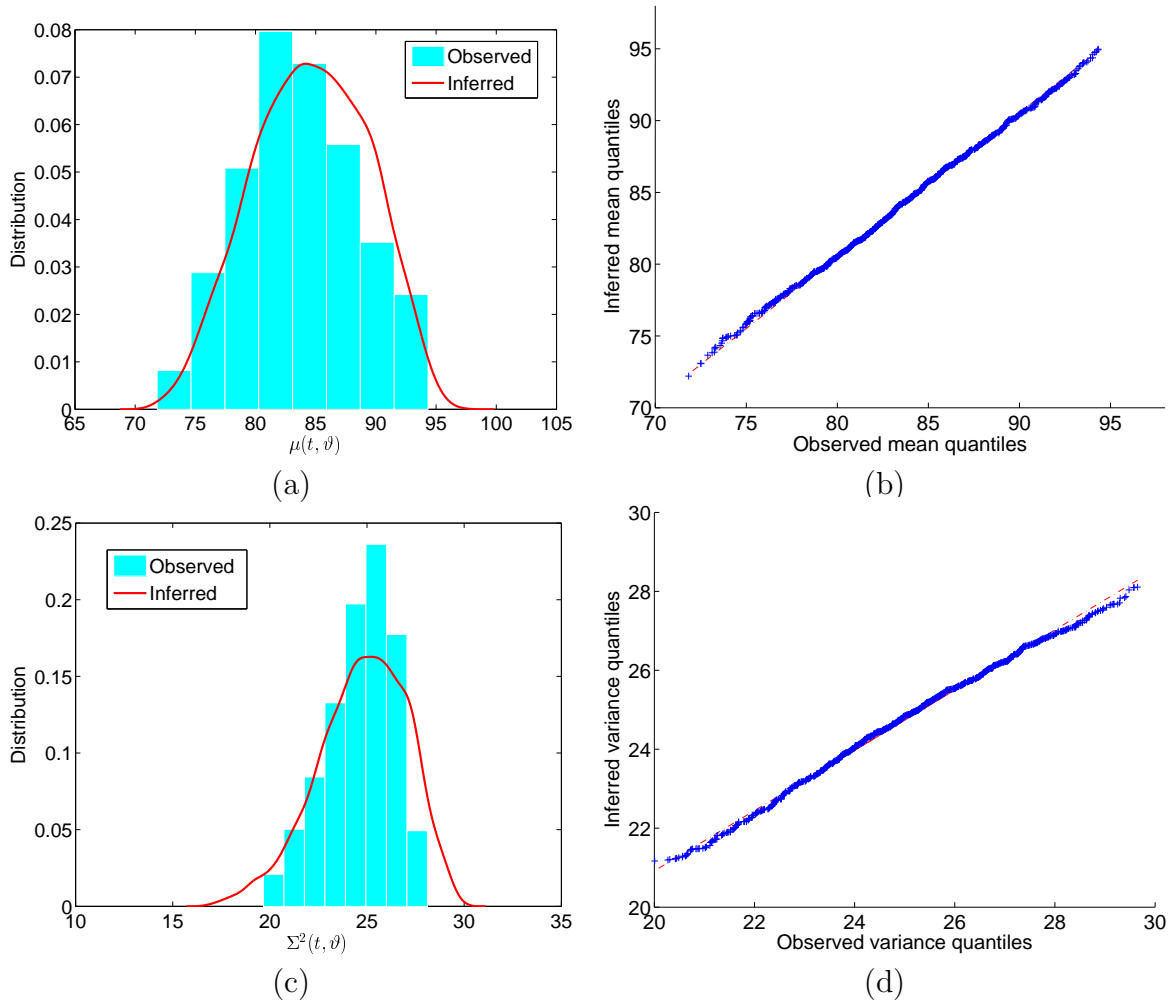 0.08
0.07
0.06
0.05
0.04
0.03
0.02
0.01
0
Distribution
Observed
Inferred
65 70 75 80 85 90 95 100 105
μ(t, ϑ)
(a)
95
90
85
80
75
70
Inferred mean quantiles
70 75 80 85 90 95
Observed mean quantiles
(b)
0.25
0.2
0.15
0.1
0.05
0
Distribution
Observed
Inferred
10 15 20 25 30 35
Σ²(t, ϑ)
(c)
30
28
26
24
22
20
Inferred variance quantiles
20 22 24 26 28 30
Observed variance quantiles
(d)